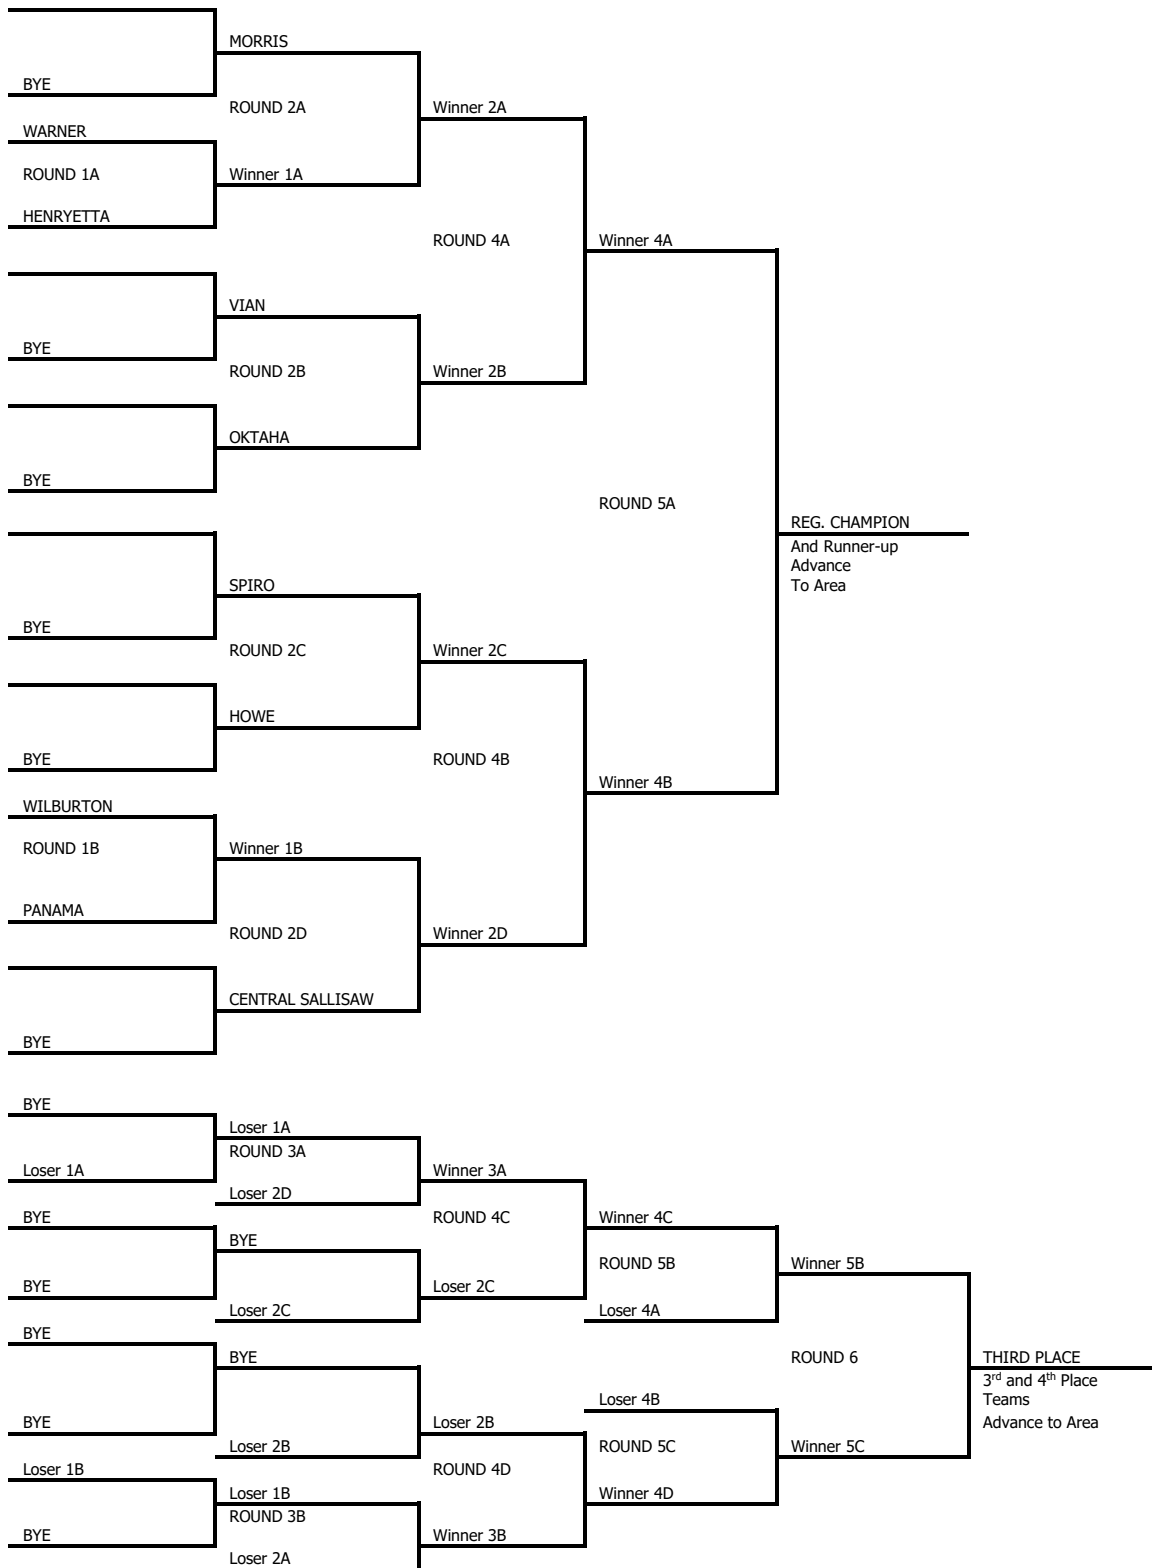 MORRIS
BYE
ROUND 2A
Winner 2A
WARNER
ROUND 1A
Winner 1A
HENRYETTA
ROUND 4A
Winner 4A
VIAN
BYE
ROUND 2B
Winner 2B
OKTAHA
BYE
ROUND 5A
REG. CHAMPION
And Runner-up
Advance
To Area
SPIRO
BYE
ROUND 2C
Winner 2C
HOWE
BYE
ROUND 4B
Winner 4B
WILBURTON
ROUND 1B
Winner 1B
PANAMA
ROUND 2D
Winner 2D
CENTRAL SALLISAW
BYE
BYE
Loser 1A
ROUND 3A
Loser 1A
Winner 3A
Loser 2D
BYE
ROUND 4C
Winner 4C
BYE
ROUND 5B
Winner 5B
BYE
Loser 2C
Loser 2C
Loser 4A
BYE
BYE
ROUND 6
THIRD PLACE
3rd and 4th Place
Teams
Advance to Area
Loser 4B
BYE
Loser 2B
Loser 2B
ROUND 5C
Winner 5C
Loser 1B
ROUND 4D
Loser 1B
Winner 4D
ROUND 3B
BYE
Winner 3B
Loser 2A